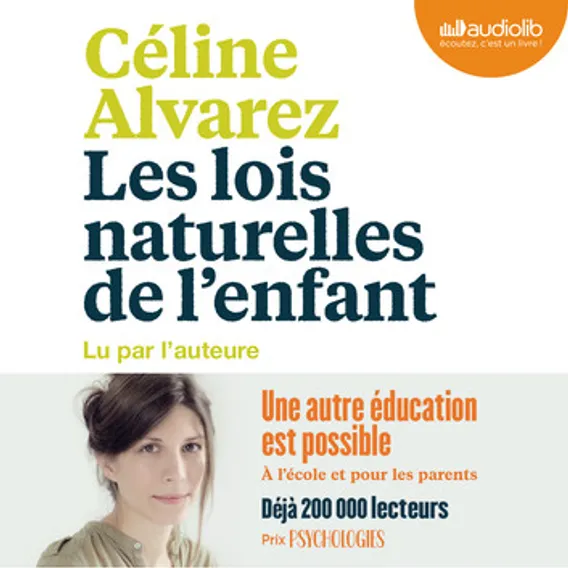 audiolib
écoutez, c'est un livre !
Céline
Alvarez
Les lois
naturelles
de l'enfant
Lu par l'auteure
Une autre éducation
est possible
À l'école et pour les parents
Déjà 200 000 lecteurs
Prix PSYCHOLOGIES